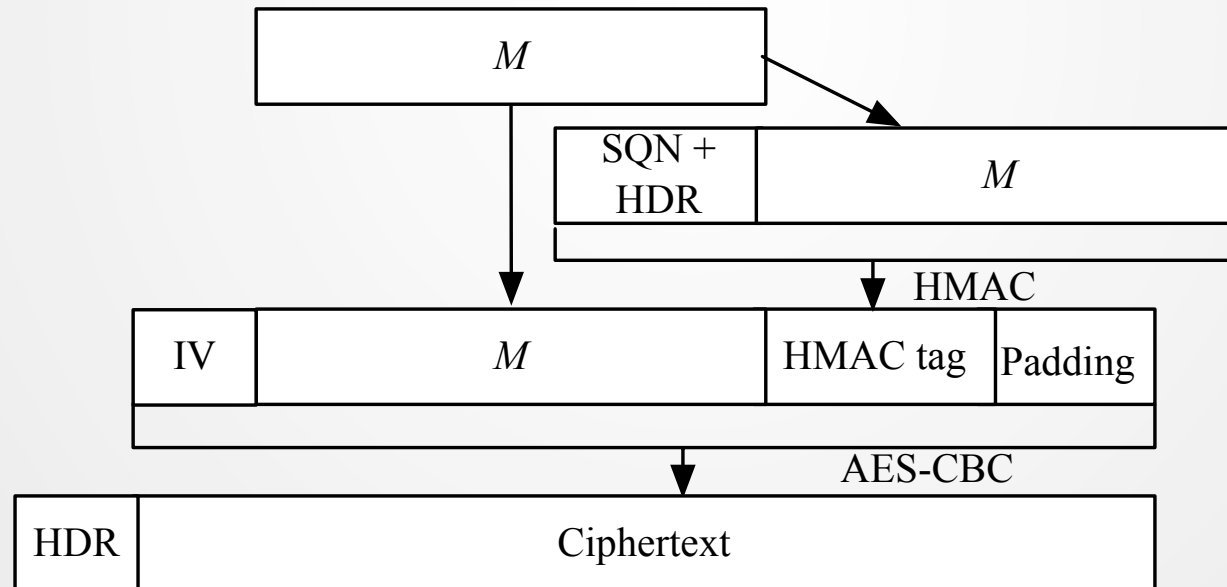 M
SQN +
HDR
M
HMAC
IV
M
HMAC tag
Padding
AES-CBC
HDR
Ciphertext